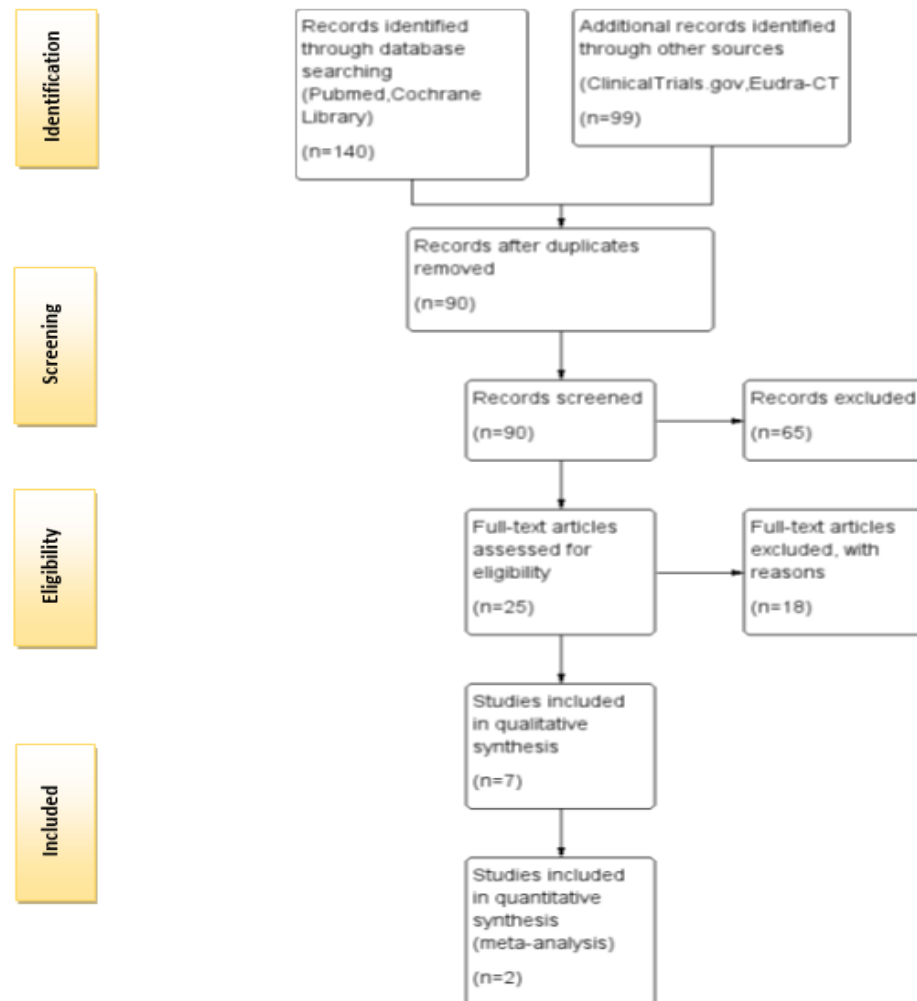 Identification
Records identified
through database
searching
(Pubmed,Cochrane
Library)
(n=140)
Additional records identified
through other sources
(ClinicalTrials.gov,Eudra-CT
(n=99)
Records after duplicates
removed
(n=90)
Screening
Records screened
(n=90)
Records excluded
(n=65)
Eligibility
Full-text articles
assessed for
eligibility
(n=25)
Full-text articles
excluded, with
reasons
(n=18)
Included
Studies included
in qualitative
synthesis
(n=7)
Studies included
in quantitative
synthesis
(meta-analysis)
(n=2)